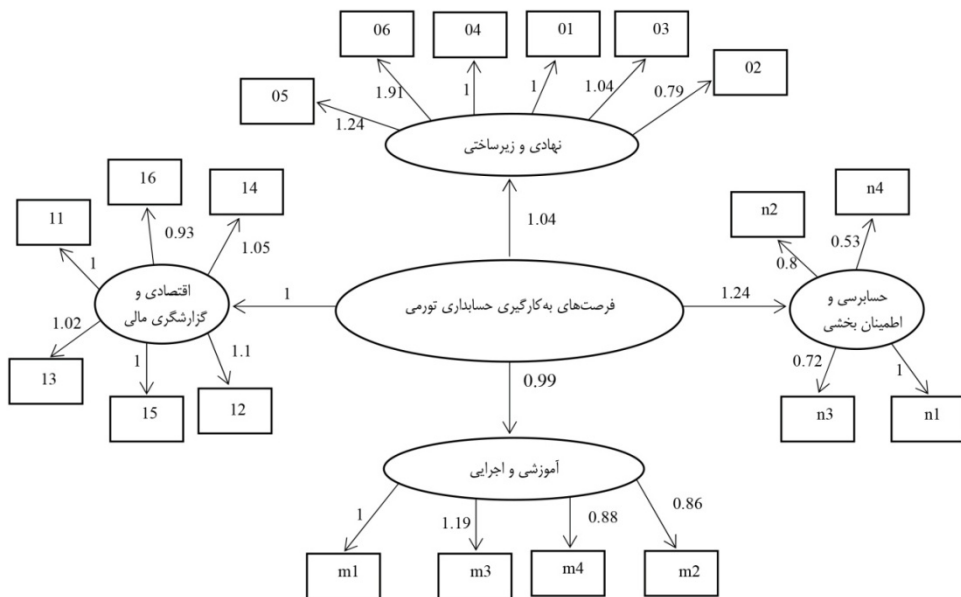 06
04
01
03
02
05
1.91
1
1
1.04
0.79
1.24
نهادی و زیرساختی
16
14
11
n4
n2
1.04
0.93
1.05
1
0.53
0.8
اقتصادی و
گزارشگری مالی
1
فرصت‌های به‌کارگیری حسابداری تورمی
1.24
حسابرسی و
اطمینان بخشی
1.02
1
1.1
0.99
0.72
1
13
15
12
n3
n1
آموزشی و اجرایی
1
1.19
0.88
0.86
m1
m3
m4
m2